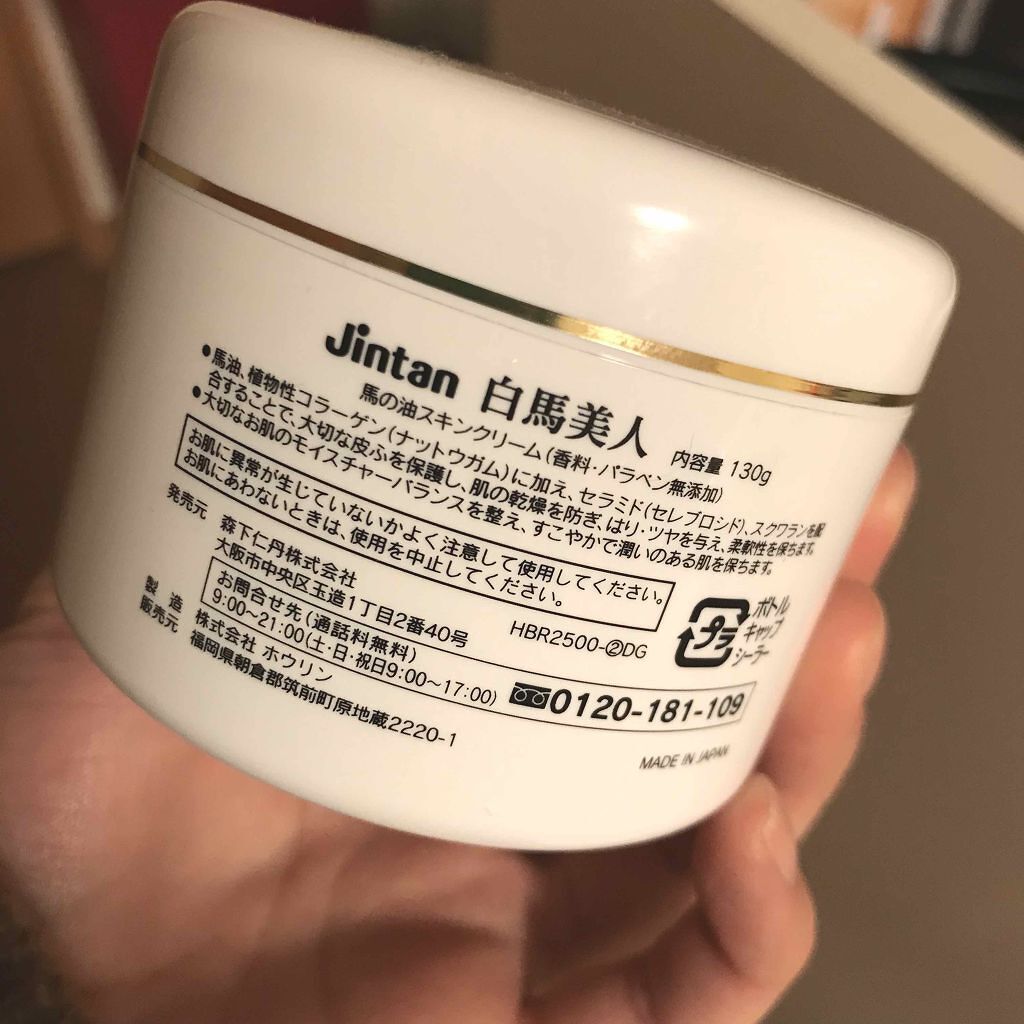 Jintan 白馬美人 内容量 130g
馬の油スキンクリーム(香料・パラベン無添加)
●馬油、植物性コラーゲン(ナットウガム)に加え、セラミド(セレブロシド)、スクワランを配
合することで、大切な皮ふを保護し、肌の乾燥を防ぎ、はり・ツヤを与え、柔軟性を保ちます。
●大切なお肌のモイスチャーバランスを整え、すこやかで潤いのある肌を保ちます。
お肌に異常が生じていないかよく注意して使用してください。
お肌にあわないときは、使用を中止してください。
発売元 森下仁丹株式会社
大阪市中央区玉造1丁目2番40号 HBR2500-②DG
プラ
ボトル
キャップ
シーラー
お問合せ先(通話料無料)
9:00~21:00(土・日・祝日9:00~17:00) 0120-181-109
製造販売元 株式会社 ホウリン
福岡県朝倉郡筑前町原地蔵2220-1
MADE IN JAPAN